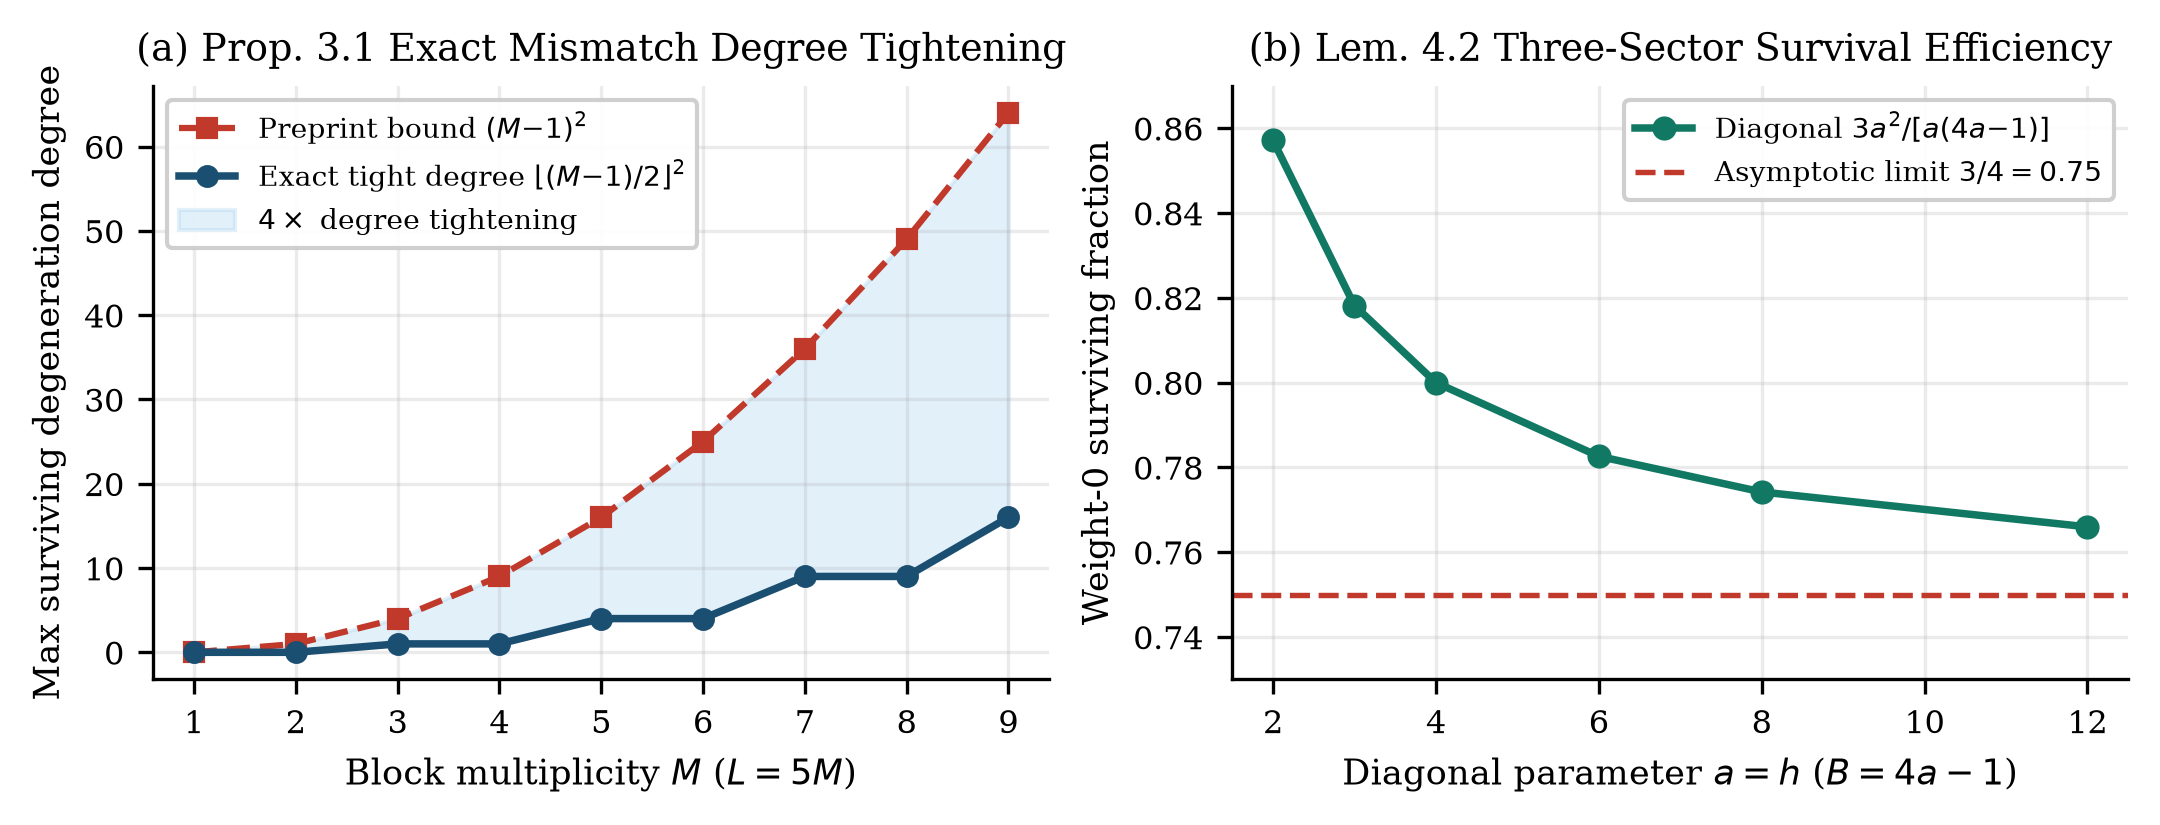 (a) Prop. 3.1 Exact Mismatch Degree Tightening
Max surviving degeneration degree
60
50
40
30
20
10
0
Preprint bound (M−1)²
Exact tight degree ⌊(M−1)/2⌋²
4× degree tightening
1 2 3 4 5 6 7 8 9
Block multiplicity M (L = 5M)
(b) Lem. 4.2 Three-Sector Survival Efficiency
Weight-0 surviving fraction
0.86
0.84
0.82
0.80
0.78
0.76
0.74
Diagonal 3a²/[a(4a−1)]
Asymptotic limit 3/4 = 0.75
2 4 6 8 10 12
Diagonal parameter a = h (B = 4a − 1)